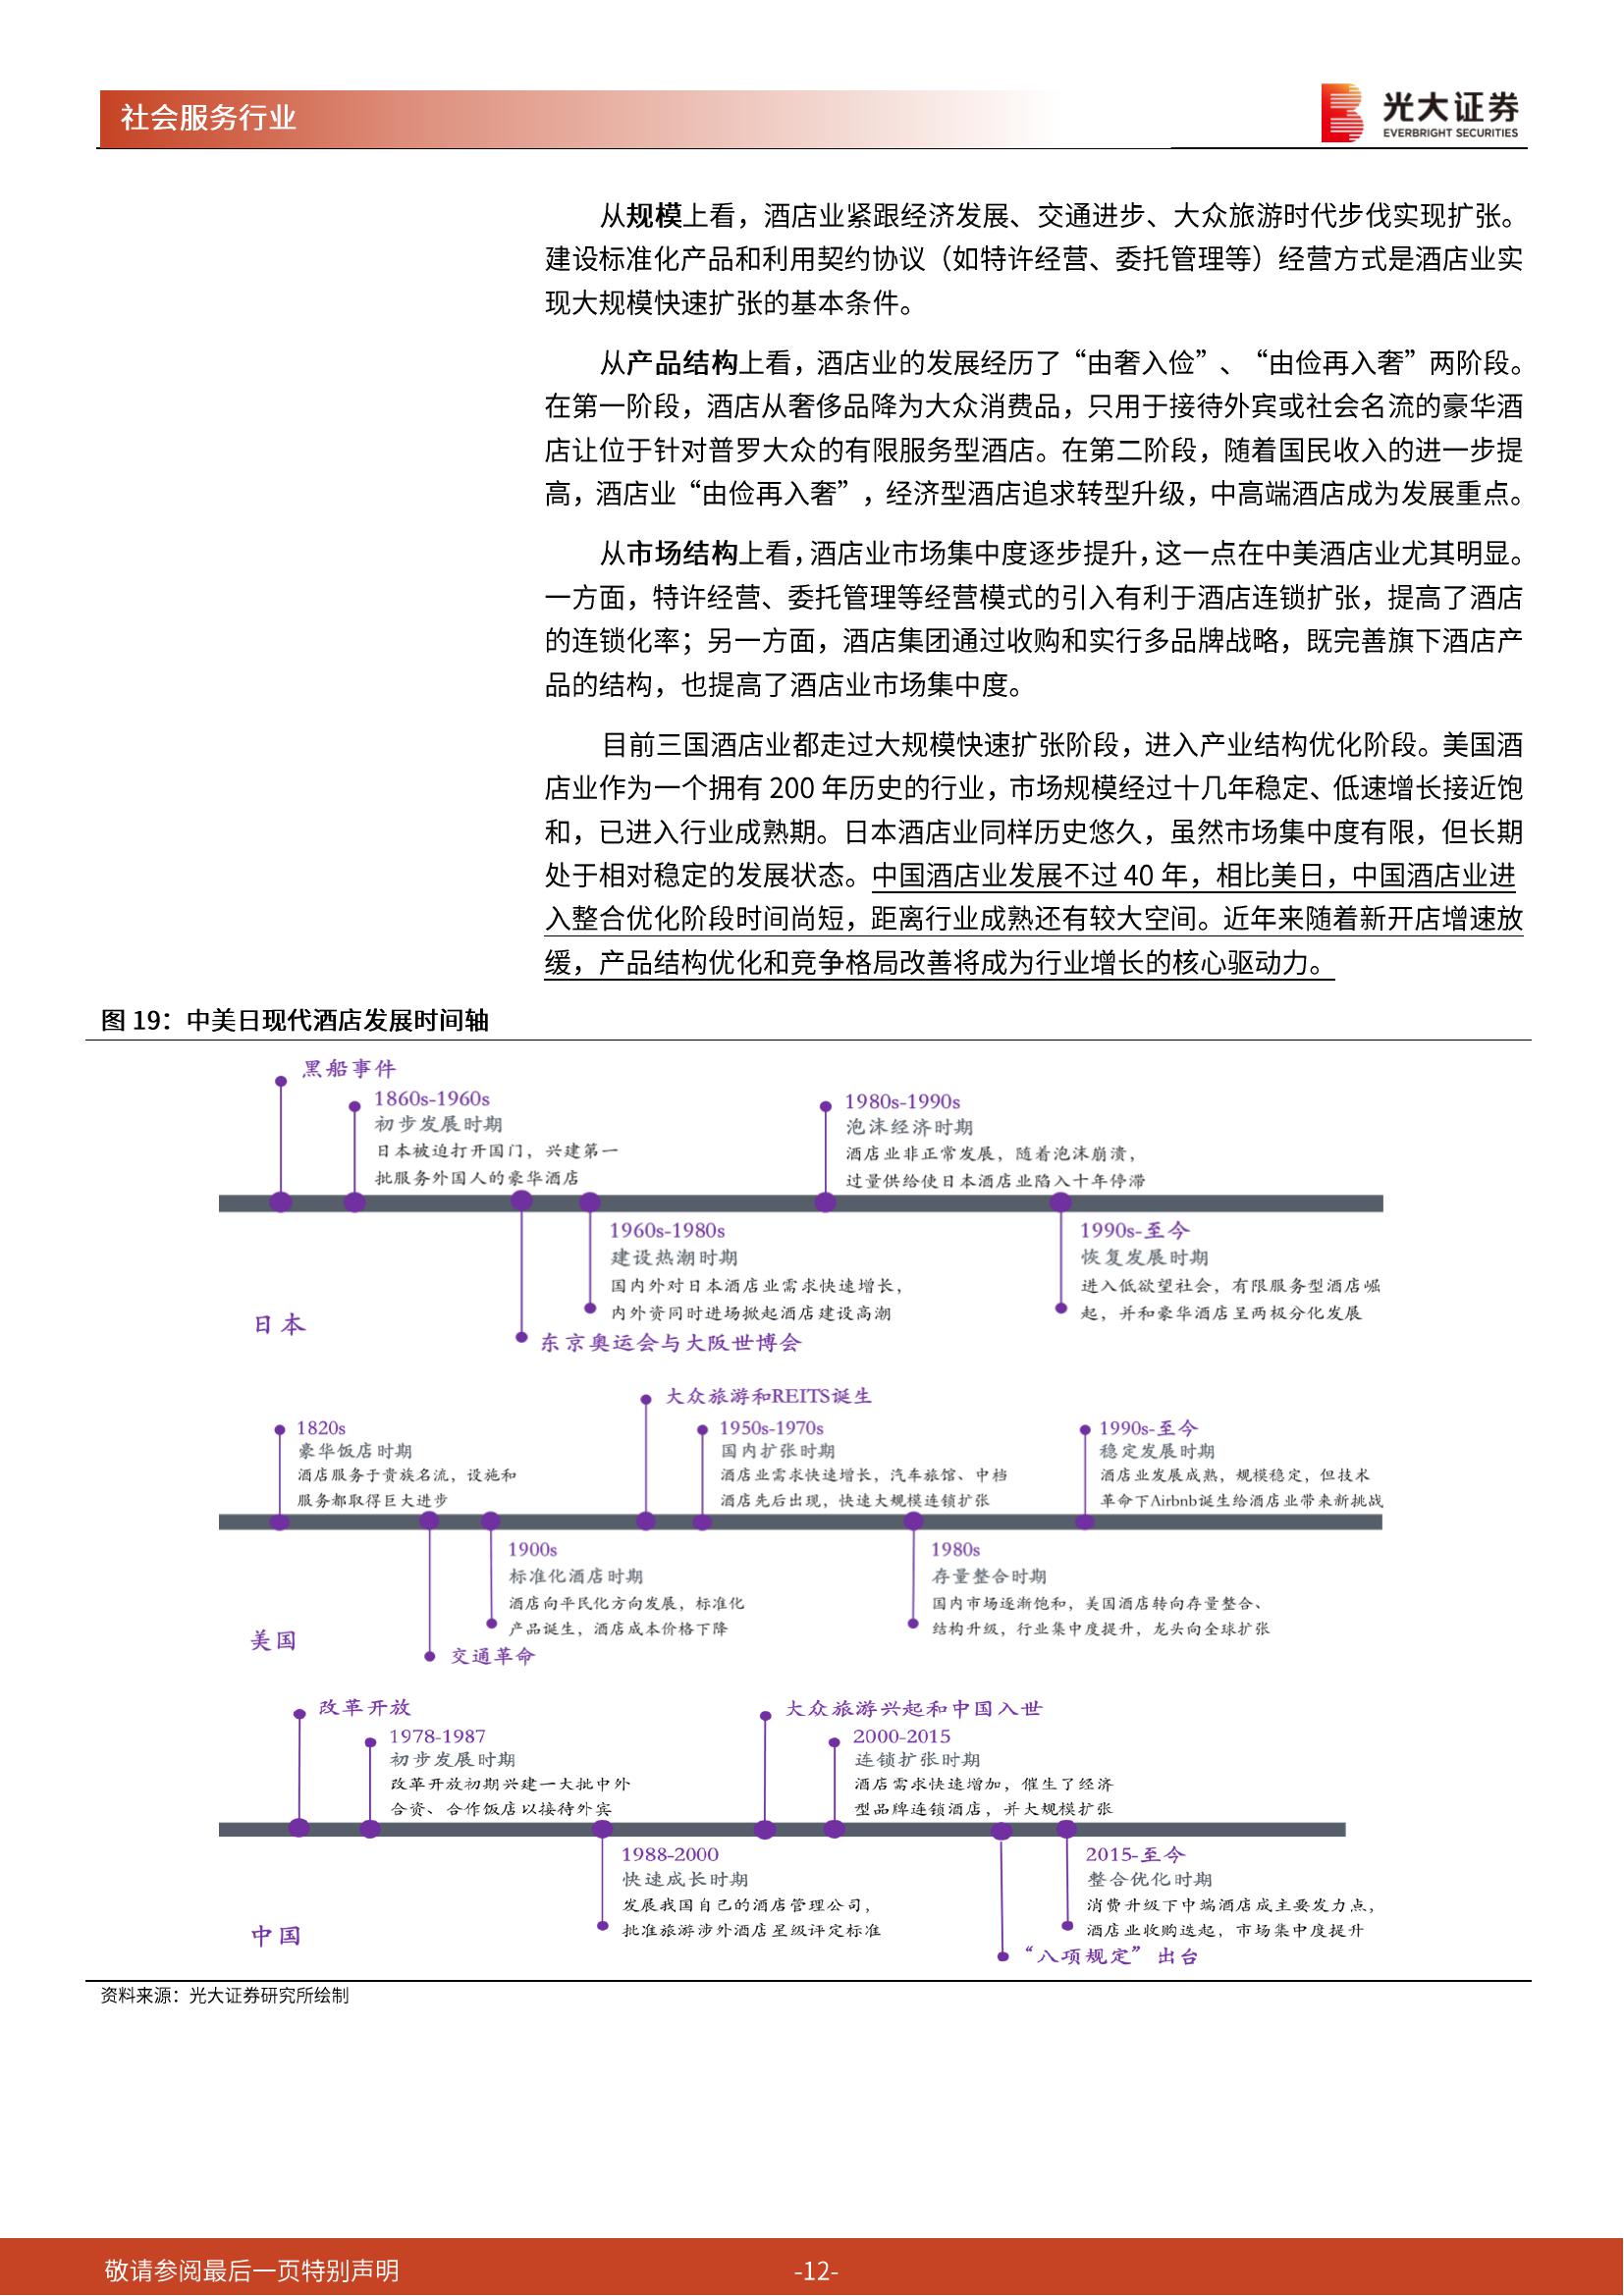 社会服务行业
光大证券
EVERBRIGHT SECURITIES
从规模上看，酒店业紧跟经济发展、交通进步、大众旅游时代步伐实现扩张。
建设标准化产品和利用契约协议（如特许经营、委托管理等）经营方式是酒店业实
现大规模快速扩张的基本条件。
从产品结构上看，酒店业的发展经历了“由奢入俭”、“由俭再入奢”两阶段。
在第一阶段，酒店从奢侈品降为大众消费品，只用于接待外宾或社会名流的豪华酒
店让位于针对普罗大众的有限服务型酒店。在第二阶段，随着国民收入的进一步提
高，酒店业“由俭再入奢”，经济型酒店追求转型升级，中高端酒店成为发展重点。
从市场结构上看，酒店业市场集中度逐步提升，这一点在中美酒店业尤其明显。
一方面，特许经营、委托管理等经营模式的引入有利于酒店连锁扩张，提高了酒店
的连锁化率；另一方面，酒店集团通过收购和实行多品牌战略，既完善旗下酒店产
品的结构，也提高了酒店业市场集中度。
目前三国酒店业都走过大规模快速扩张阶段，进入产业结构优化阶段。美国酒
店业作为一个拥有 200 年历史的行业，市场规模经过十几年稳定、低速增长接近饱
和，已进入行业成熟期。日本酒店业同样历史悠久，虽然市场集中度有限，但长期
处于相对稳定的发展状态。中国酒店业发展不过 40 年，相比美日，中国酒店业进
入整合优化阶段时间尚短，距离行业成熟还有较大空间。近年来随着新开店增速放
缓，产品结构优化和竞争格局改善将成为行业增长的核心驱动力。
图 19：中美日现代酒店发展时间轴
黑船事件
1860s-1960s
初步发展时期
日本被迫打开国门，兴建第一
批服务外国人的豪华酒店
1980s-1990s
泡沫经济时期
酒店业非正常发展，随着泡沫崩溃，
过量供给使日本酒店业陷入十年停滞
1960s-1980s
建设热潮时期
国内外对日本酒店业需求快速增长，
内外资同时进场掀起酒店建设高潮
1990s-至今
恢复发展时期
进入低欲望社会，有限服务型酒店崛
起，并和豪华酒店呈两极分化发展
日本
东京奥运会与大阪世博会
大众旅游和REITS诞生
1820s
豪华饭店时期
酒店服务于贵族名流，设施和
服务都取得巨大进步
1950s-1970s
国内扩张时期
酒店业需求快速增长，汽车旅馆、中档
酒店先后出现，快速大规模连锁扩张
1990s-至今
稳定发展时期
酒店业发展成熟，规模稳定，但技术
革命下Airbnb诞生给酒店业带来新挑战
1900s
标准化酒店时期
酒店向平民化方向发展，标准化
产品诞生，酒店成本价格下降
1980s
存量整合时期
国内市场逐渐饱和，美国酒店转向存量整合、
结构升级，行业集中度提升，龙头向全球扩张
美国
交通革命
改革开放
1978-1987
初步发展时期
改革开放初期兴建一大批中外
合资、合作饭店以接待外宾
大众旅游兴起和中国入世
2000-2015
连锁扩张时期
酒店需求快速增加，催生了经济
型品牌连锁酒店，并大规模扩张
1988-2000
快速成长时期
发展我国自己的酒店管理公司，
批准旅游涉外酒店星级评定标准
2015-至今
整合优化时期
消费升级下中端酒店成主要发力点，
酒店业收购迭起，市场集中度提升
中国
“八项规定”出台
资料来源：光大证券研究所绘制
敬请参阅最后一页特别声明
-12-